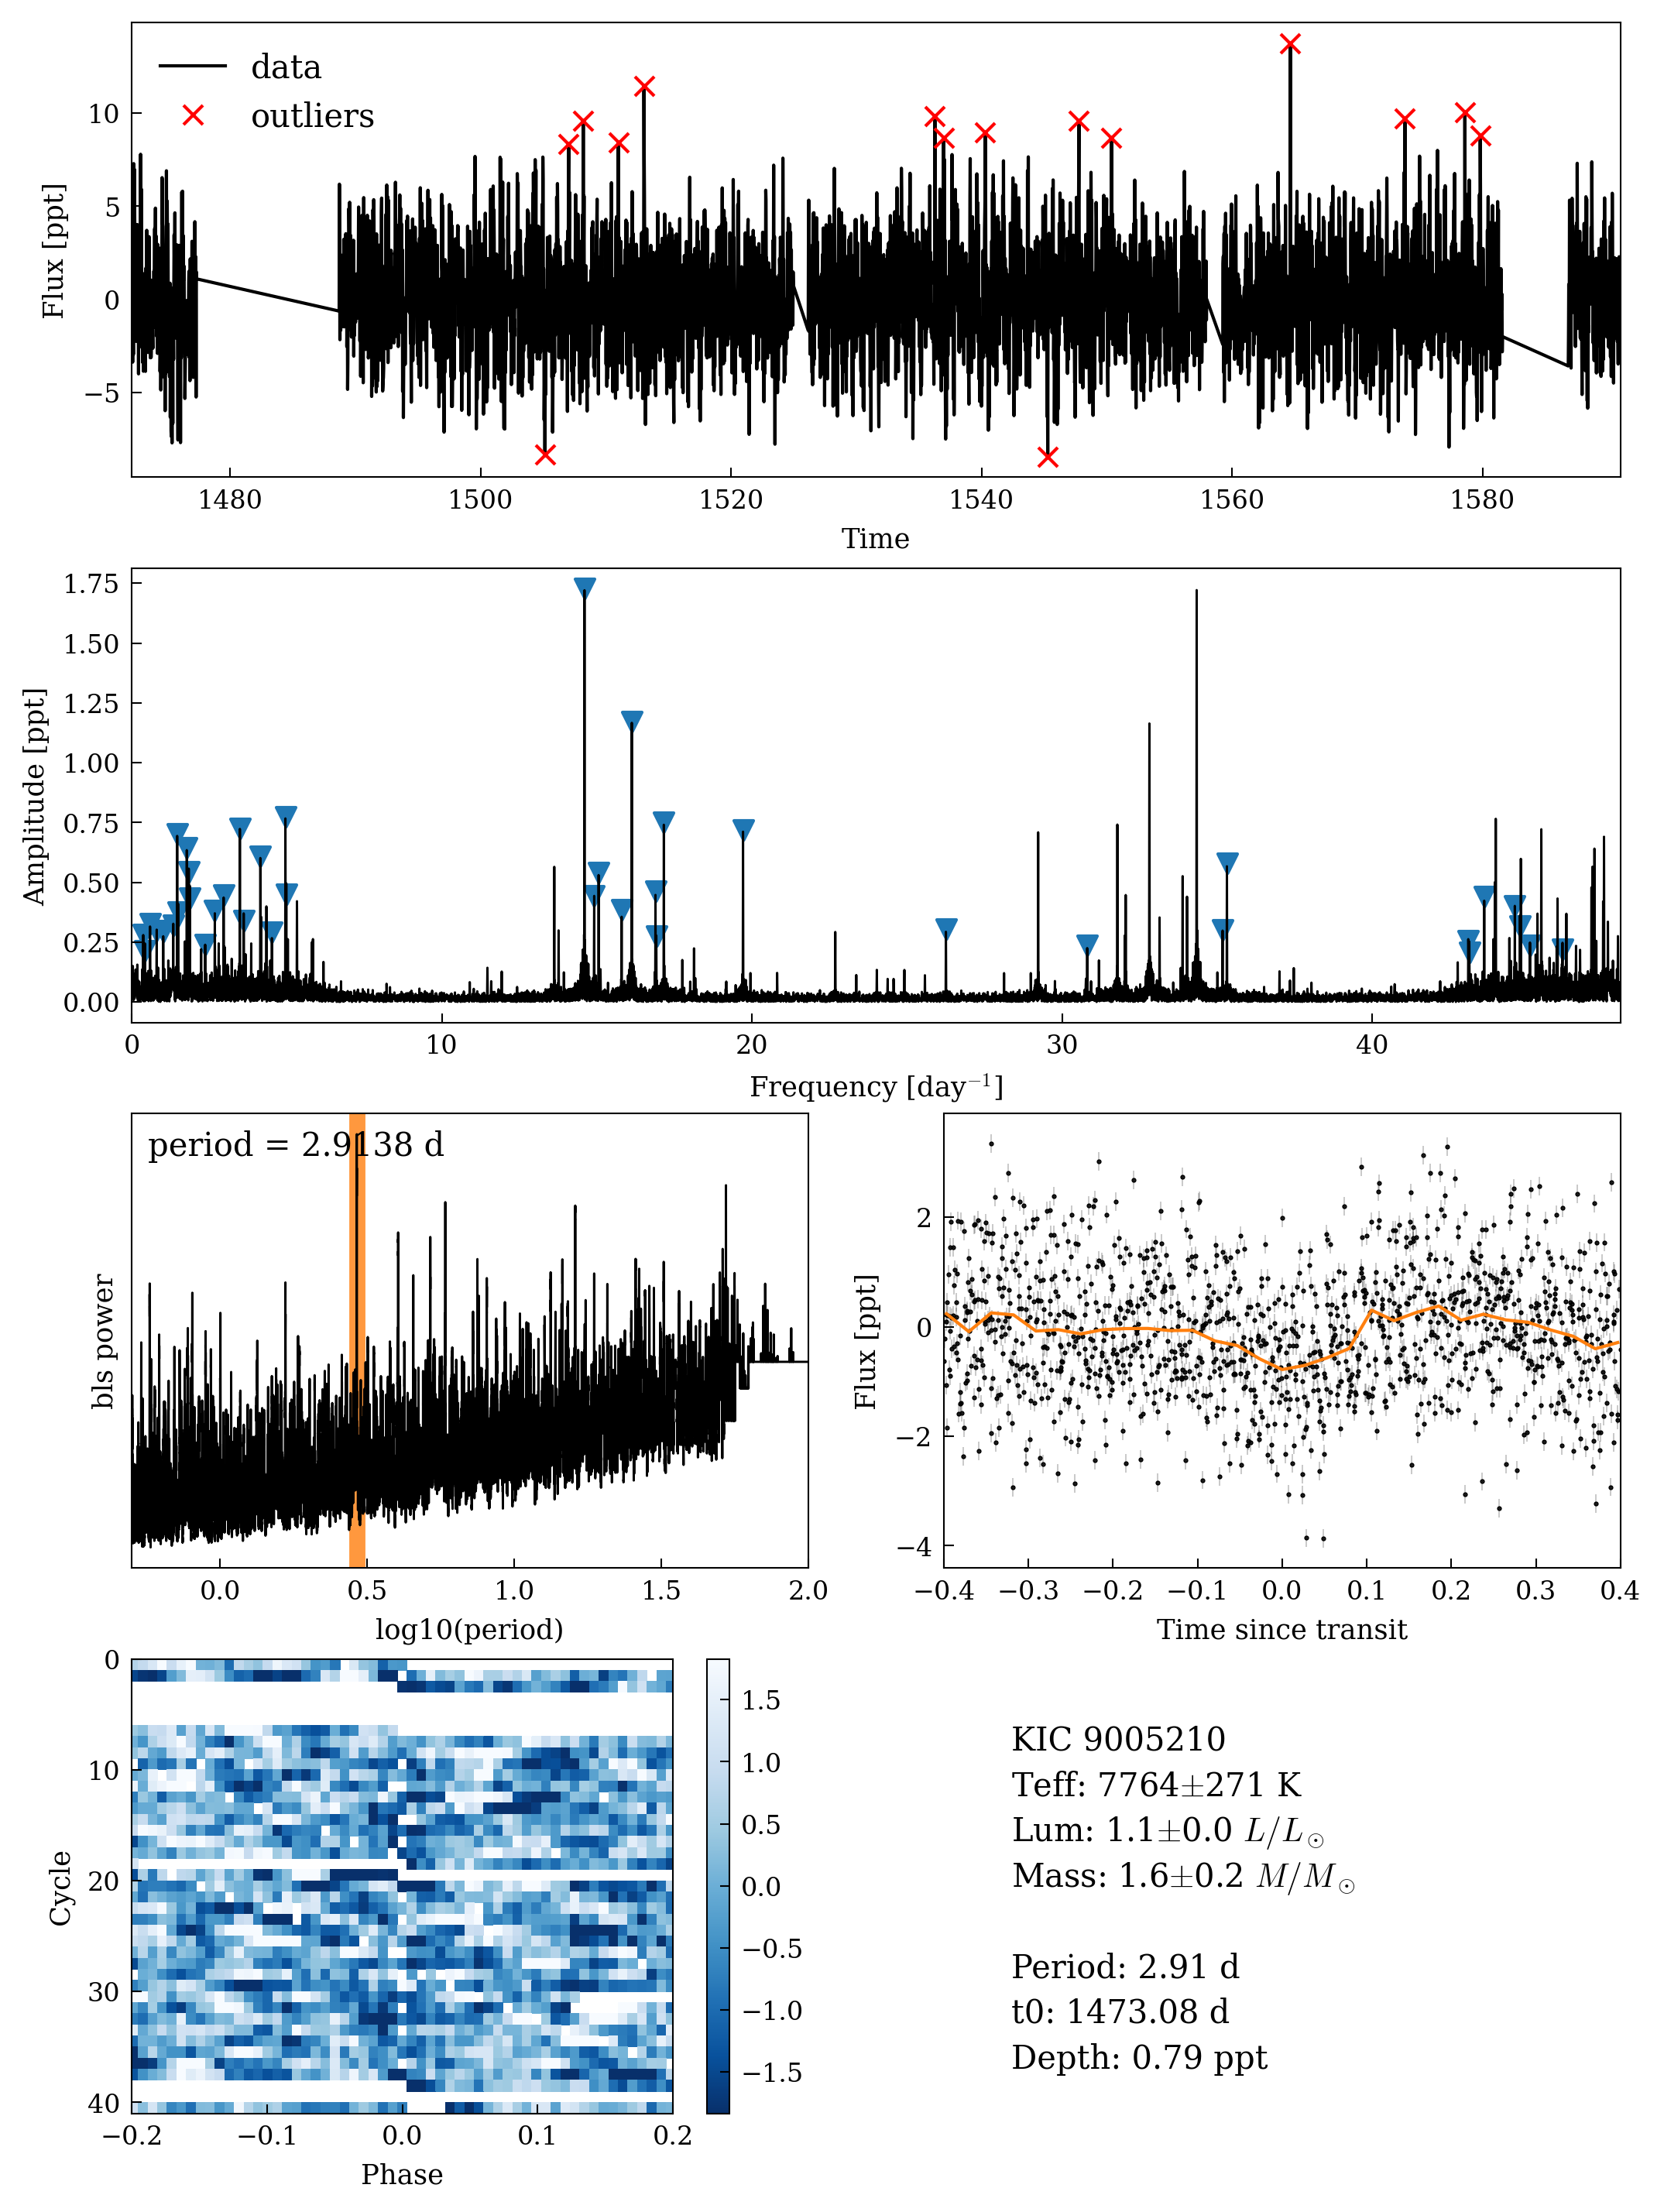 data
outliers
10
5
0
−5
Flux [ppt]
1480 1500 1520 1540 1560 1580
Time
1.75
1.50
1.25
1.00
0.75
0.50
0.25
0.00
Amplitude [ppt]
0 10 20 30 40
Frequency [day⁻¹]
period = 2.9138 d
bls power
0.0 0.5 1.0 1.5 2.0
log10(period)
2
0
−2
−4
Flux [ppt]
−0.4 −0.3 −0.2 −0.1 0.0 0.1 0.2 0.3 0.4
Time since transit
0
10
20
30
40
Cycle
−0.2 −0.1 0.0 0.1 0.2
Phase
1.5
1.0
0.5
0.0
−0.5
−1.0
−1.5
KIC 9005210
Teff: 7764±271 K
Lum: 1.1±0.0 L/L☉
Mass: 1.6±0.2 M/M☉
Period: 2.91 d
t0: 1473.08 d
Depth: 0.79 ppt